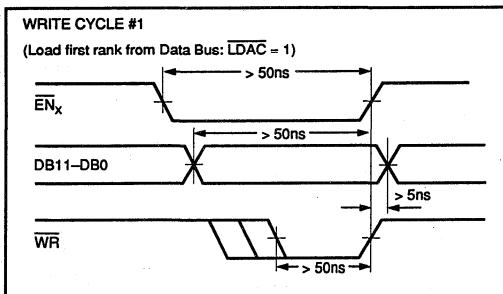 WRITE CYCLE #1
(Load first rank from Data Bus: LDAC = 1)
> 50ns
ENX
> 50ns
DB11–DB0
> 5ns
WR
> 50ns